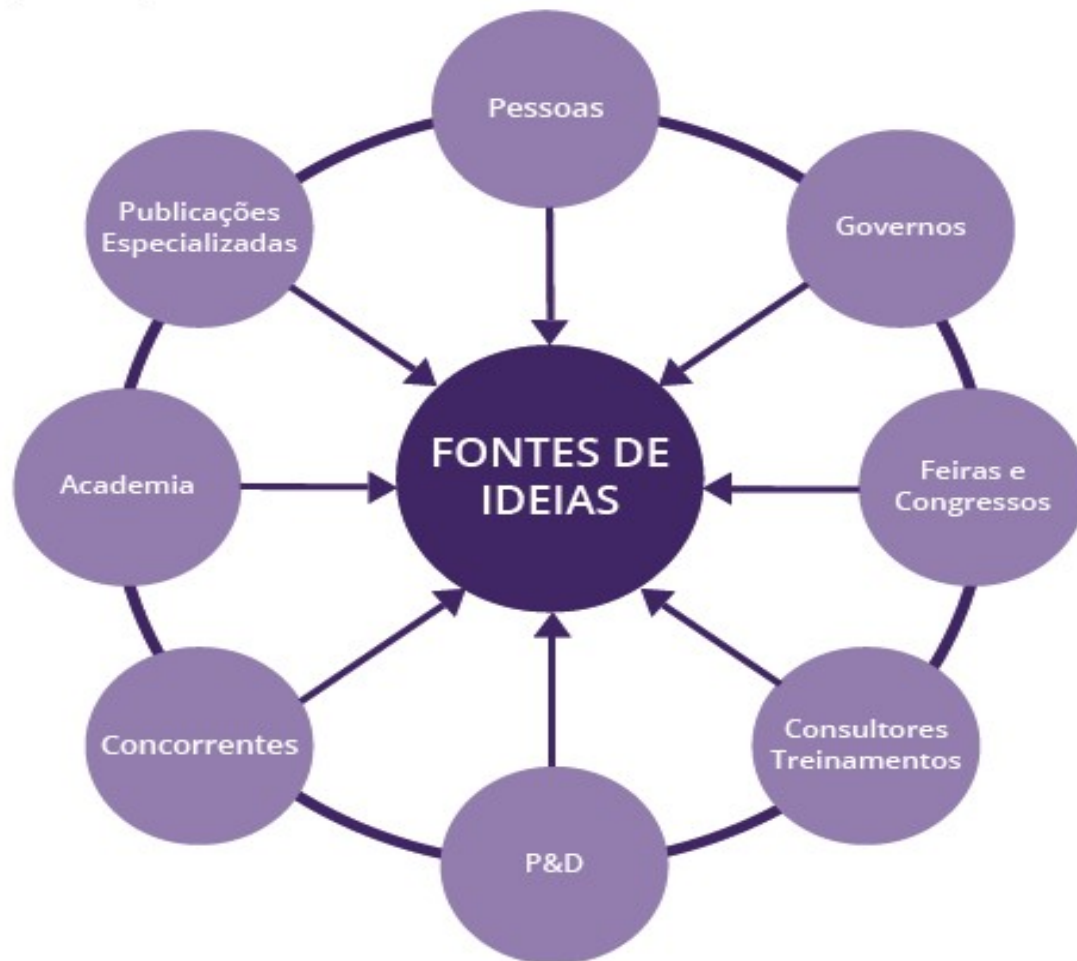 Pessoas
Publicações
Especializadas
Governos
FONTES DE
IDEIAS
Academia
Feiras e
Congressos
Concorrentes
Consultores
Treinamentos
P&D